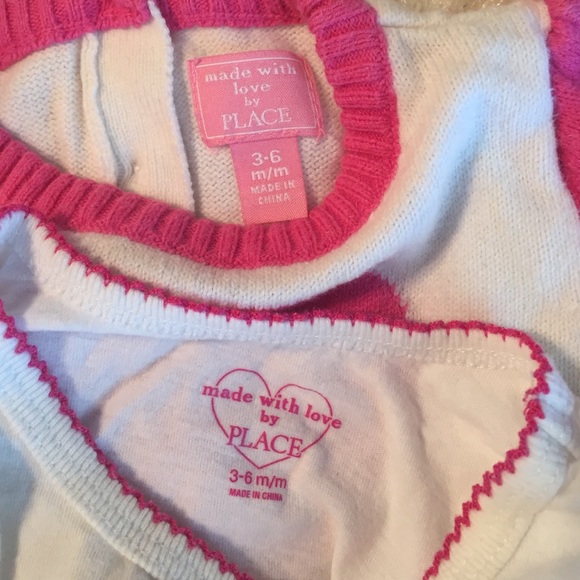 made with
love
by
PLACE
3-6
m/m
MADE IN
CHINA
made with love
by
PLACE
3-6 m/m
MADE IN CHINA